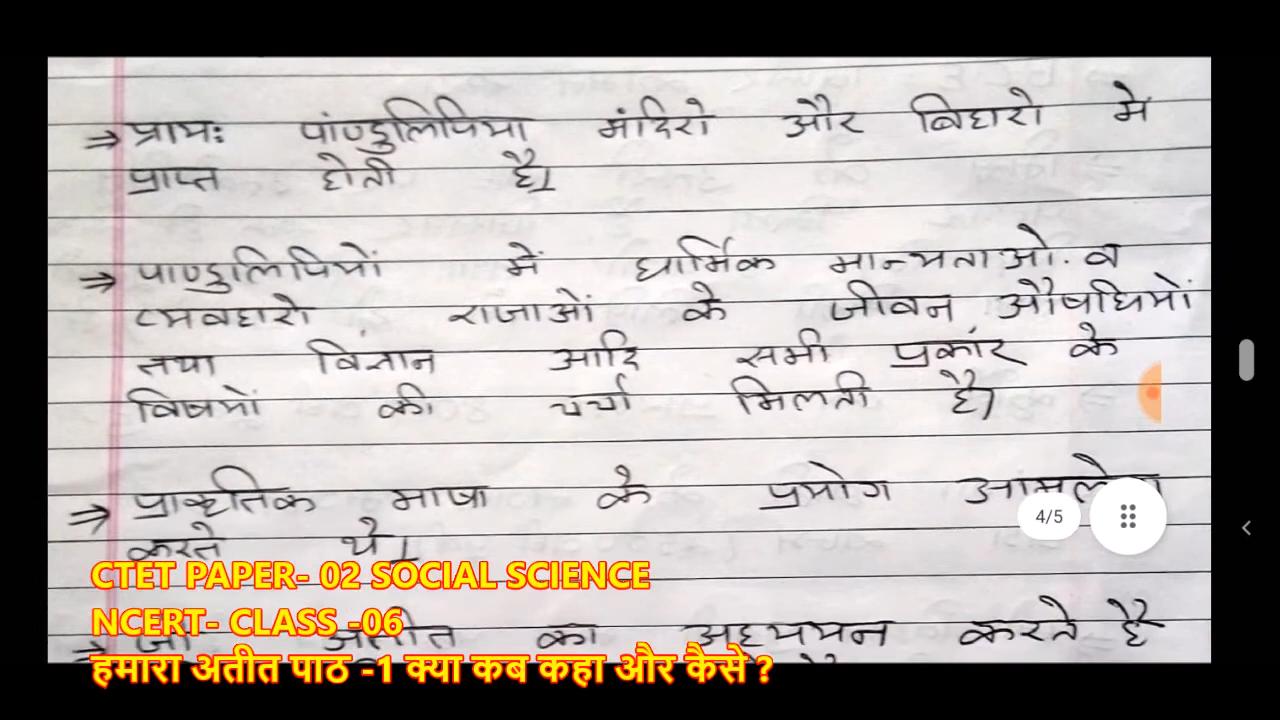 ⇒ प्रायः पांण्डुलिपिया मंदिरो और बिहारो में
प्राप्त होती है।
⇒ पाण्डुलिपियों में धार्मिक मान्यताओ. व
व्यवहारो राजाओं के जीवन औषधियों
तथा विज्ञान आदि सभी प्रकार के
विषयों की चर्चा मिलती है।
⇒ प्राकृतिक भाषा के प्रयोग आमलोग
4/5
करते थे।
CTET PAPER- 02 SOCIAL SCIENCE
NCERT- CLASS -06
⇒ जो अतीत का अध्ययन करते है
हमारा अतीत पाठ -1 क्या कब कहा और कैसे ?